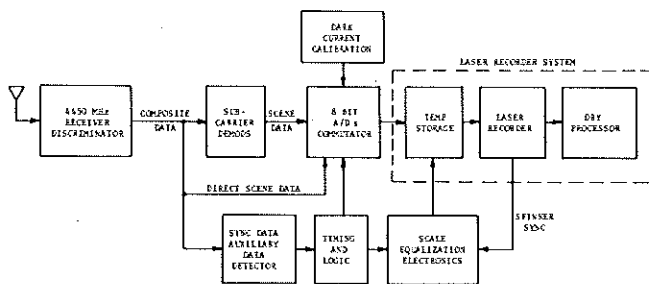 DARK
CURRENT
CALIBRATION
LASER RECORDER SYSTEM
4450 MHz
RECEIVER
DISCRIMINATOR
COMPOSITE
DATA
SUB-
CARRIER
DEMODS
SCENE
DATA
8 BIT
A/Ds
COMMUTATOR
TEMP
STORAGE
LASER
RECORDER
DRY
PROCESSOR
DIRECT SCENE DATA
SYNC DATA
AUXILIARY
DATA
DETECTOR
TIMING
AND
LOGIC
SCALE
EQUALIZATION
ELECTRONICS
SPINNER
SYNC